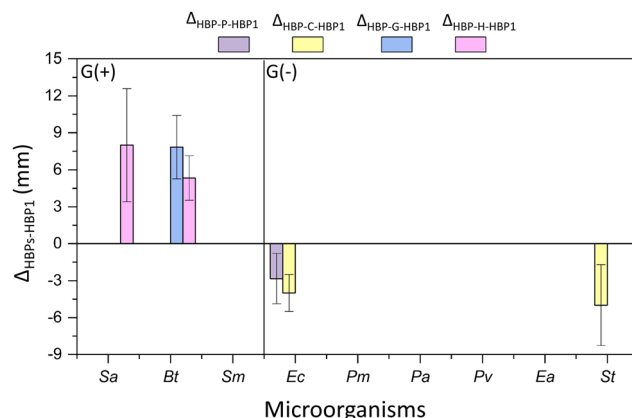 ΔHBP-P-HBP1 ΔHBP-C-HBP1 ΔHBP-G-HBP1 ΔHBP-H-HBP1
G(+) G(-)
15
12
9
6
3
0
-3
-6
-9
ΔHBPs-HBP1 (mm)
Sa Bt Sm Ec Pm Pa Pv Ea St
Microorganisms